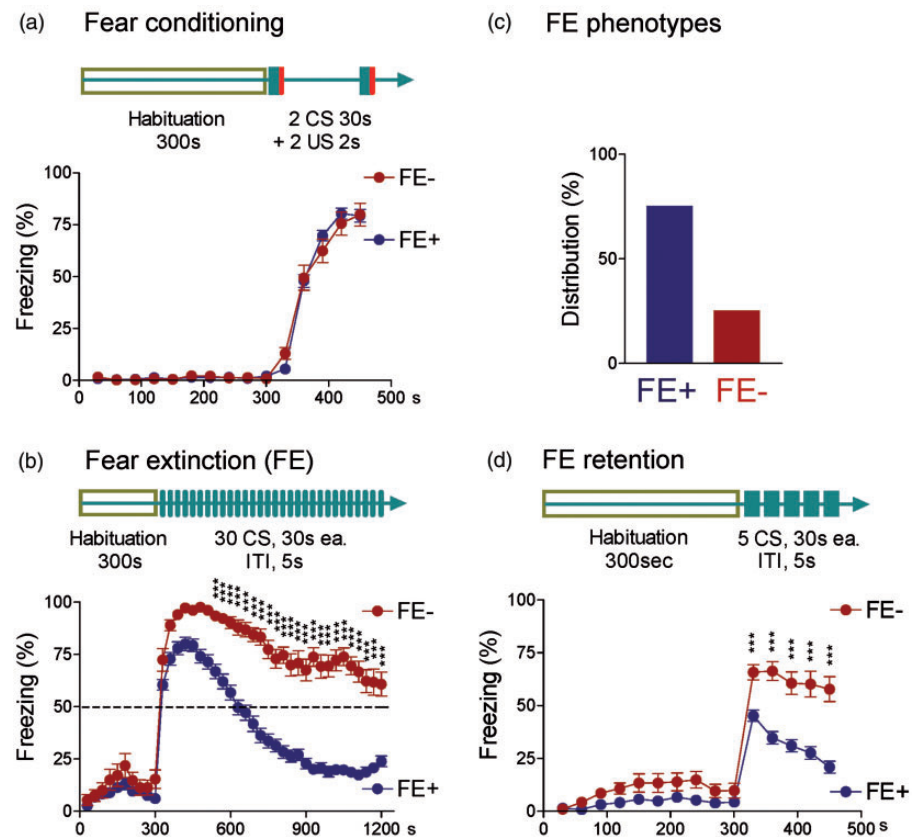 (a) Fear conditioning
Habituation
300s
2 CS 30s
+ 2 US 2s
FE-
FE+
Freezing (%)
100
75
50
25
0
0 100 200 300 400 500 s
(c) FE phenotypes
Distribution (%)
100
50
0
FE+ FE-
(b) Fear extinction (FE)
Habituation
300s
30 CS, 30s ea.
ITI, 5s
Freezing (%)
100
75
50
25
0
FE-
FE+
0 300 600 900 1200 s
(d) FE retention
Habituation
300sec
5 CS, 30s ea.
ITI, 5s
Freezing (%)
100
75
50
25
0
FE-
*** *** *** *** ***
FE+
0 100 200 300 400 500 s